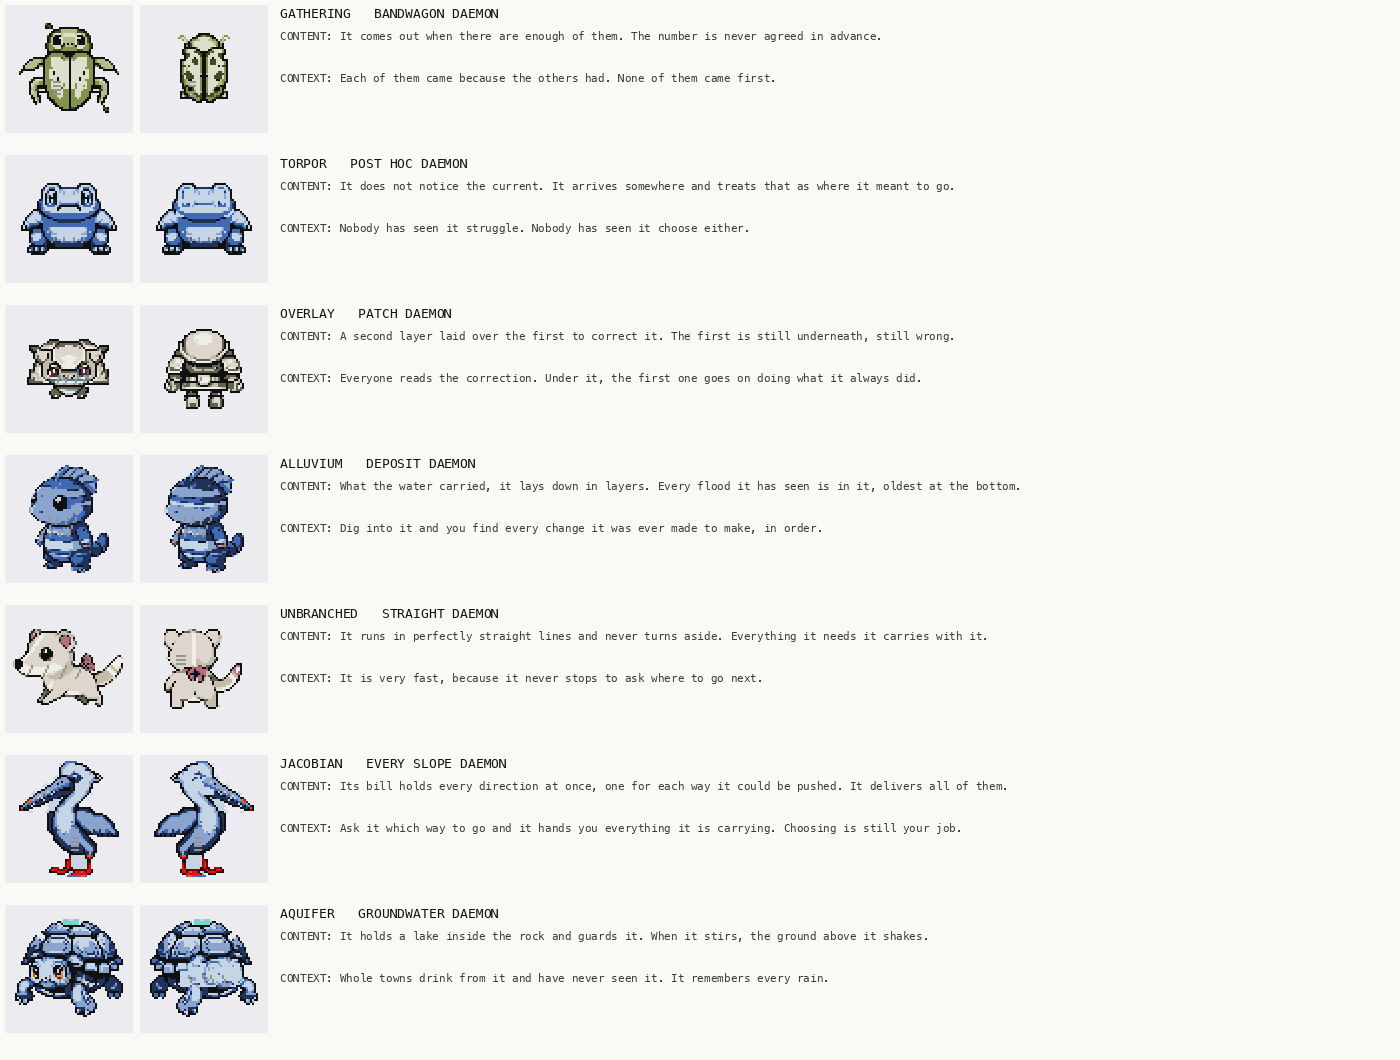 GATHERING   BANDWAGON DAEMON
CONTENT: It comes out when there are enough of them. The number is never agreed in advance.
CONTEXT: Each of them came because the others had. None of them came first.
TORPOR   POST HOC DAEMON
CONTENT: It does not notice the current. It arrives somewhere and treats that as where it meant to go.
CONTEXT: Nobody has seen it struggle. Nobody has seen it choose either.
OVERLAY   PATCH DAEMON
CONTENT: A second layer laid over the first to correct it. The first is still underneath, still wrong.
CONTEXT: Everyone reads the correction. Under it, the first one goes on doing what it always did.
ALLUVIUM   DEPOSIT DAEMON
CONTENT: What the water carried, it lays down in layers. Every flood it has seen is in it, oldest at the bottom.
CONTEXT: Dig into it and you find every change it was ever made to make, in order.
UNBRANCHED   STRAIGHT DAEMON
CONTENT: It runs in perfectly straight lines and never turns aside. Everything it needs it carries with it.
CONTEXT: It is very fast, because it never stops to ask where to go next.
JACOBIAN   EVERY SLOPE DAEMON
CONTENT: Its bill holds every direction at once, one for each way it could be pushed. It delivers all of them.
CONTEXT: Ask it which way to go and it hands you everything it is carrying. Choosing is still your job.
AQUIFER   GROUNDWATER DAEMON
CONTENT: It holds a lake inside the rock and guards it. When it stirs, the ground above it shakes.
CONTEXT: Whole towns drink from it and have never seen it. It remembers every rain.